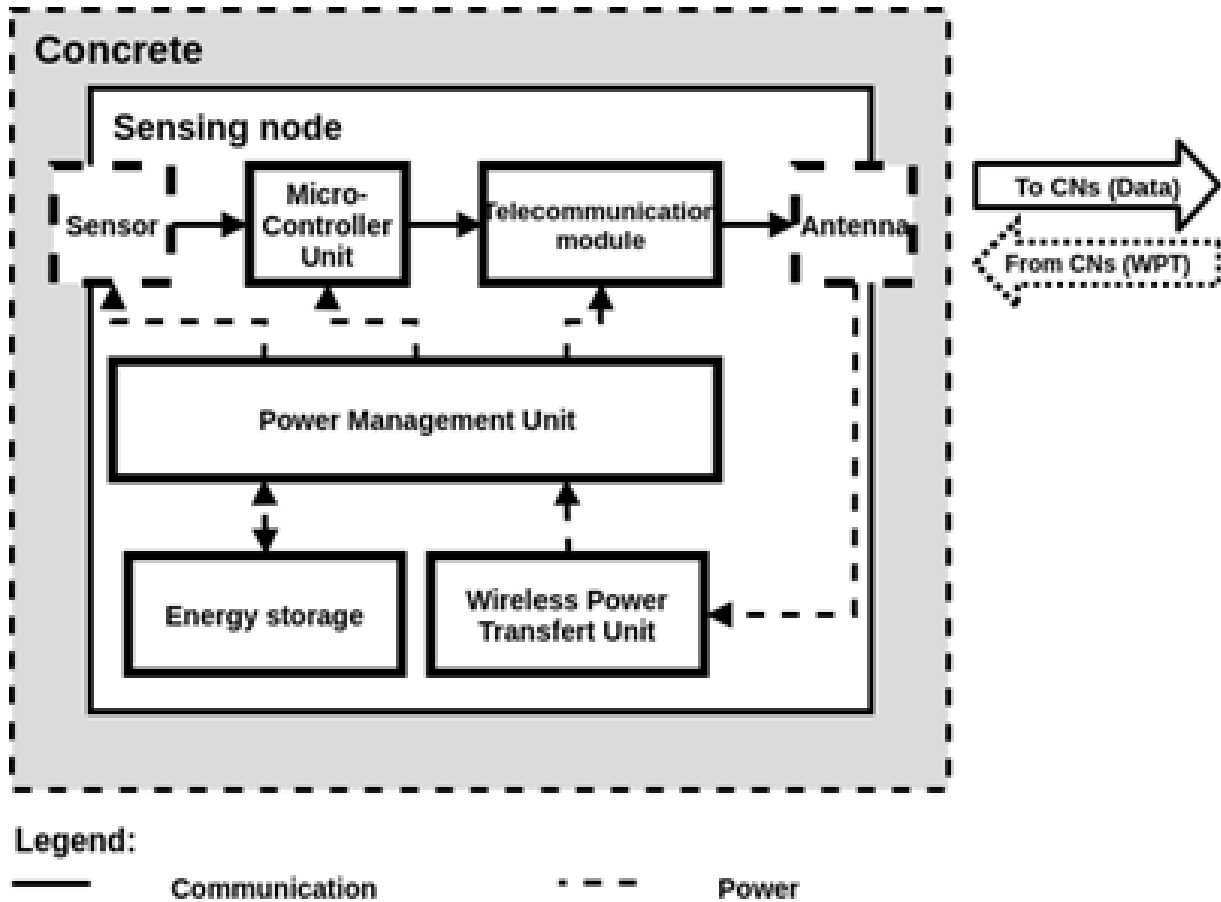 Concrete
Sensing node
Sensor
Micro-
Controller
Unit
Telecommunication
module
Antenna
To CNs (Data)
From CNs (WPT)
Power Management Unit
Energy storage
Wireless Power
Transfert Unit
Legend:
Communication
Power